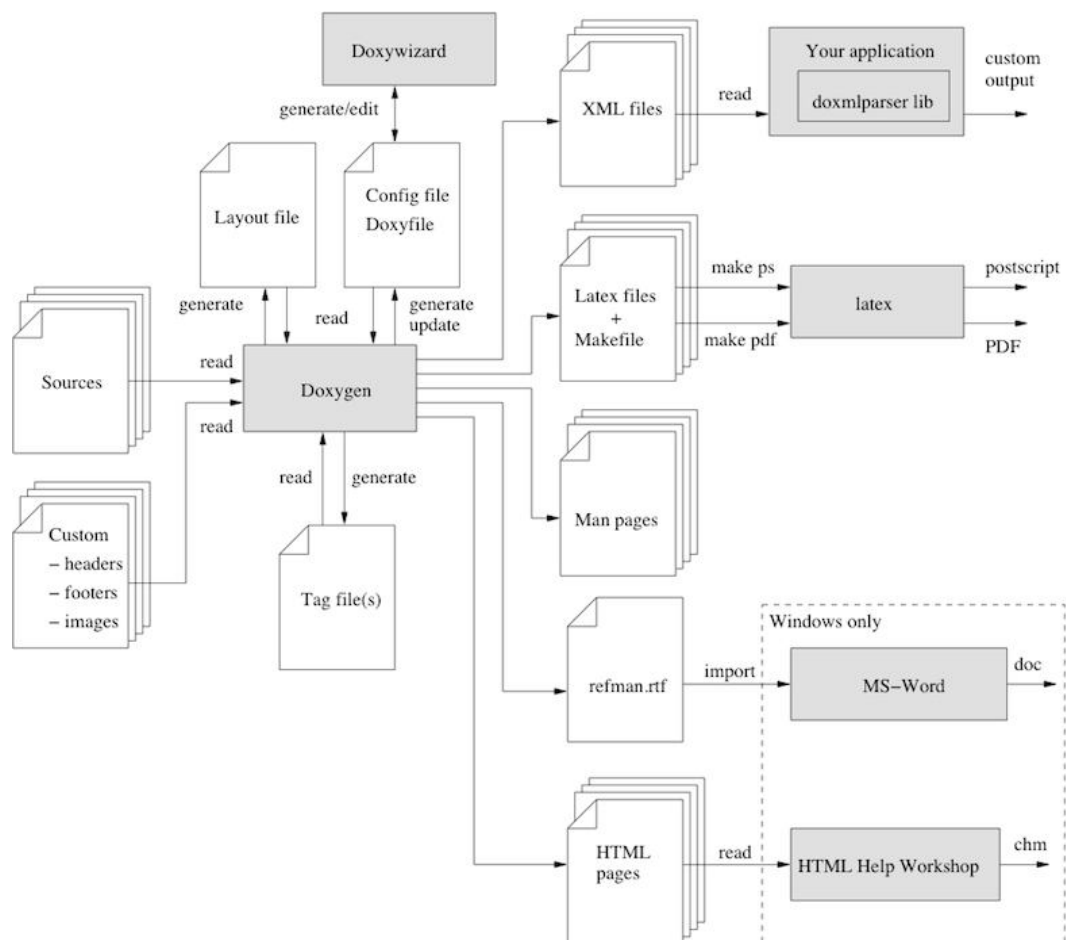 Doxywizard
Your application
doxmlparser lib
custom
output
XML files
read
generate/edit
Layout file
Config file
Doxyfile
generate
read
generate
update
Latex files
+
Makefile
make ps
make pdf
latex
postscript
PDF
Sources
read
read
Doxygen
read
generate
Man pages
Custom
– headers
– footers
– images
Tag file(s)
Windows only
refman.rtf
import
MS–Word
doc
HTML
pages
read
HTML Help Workshop
chm